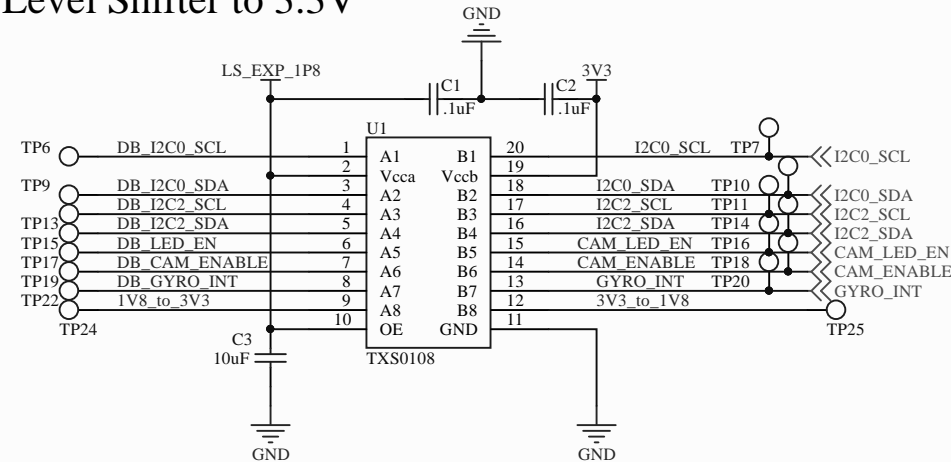 Level Shifter to 3.3V
GND
LS_EXP_1P8
C1
.1uF
C2
.1uF
3V3
U1
TP6 DB_I2C0_SCL 1 A1 B1 20 I2C0_SCL TP7 I2C0_SCL
2 Vcca Vccb 19
TP9 DB_I2C0_SDA 3 A2 B2 18 I2C0_SDA TP10 I2C0_SDA
DB_I2C2_SCL 4 A3 B3 17 I2C2_SCL TP11 I2C2_SCL
TP13 DB_I2C2_SDA 5 A4 B4 16 I2C2_SDA TP14 I2C2_SDA
TP15 DB_LED_EN 6 A5 B5 15 CAM_LED_EN TP16 CAM_LED_EN
TP17 DB_CAM_ENABLE 7 A6 B6 14 CAM_ENABLE TP18 CAM_ENABLE
TP19 DB_GYRO_INT 8 A7 B7 13 GYRO_INT TP20 GYRO_INT
TP22 1V8_to_3V3 9 A8 B8 12 3V3_to_1V8
TP24 10 OE GND 11 TP25
C3
10uF
TXS0108
GND
GND